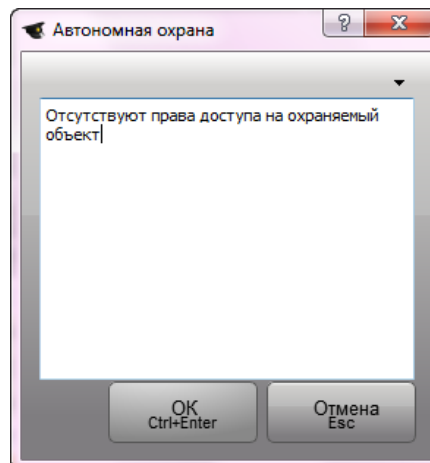 Автономная охрана
Отсутствуют права доступа на охраняемый
объект
OK
Ctrl+Enter
Отмена
Esc